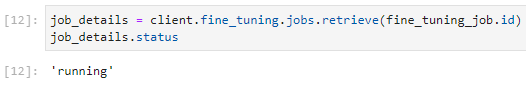 [12]: job_details = client.fine_tuning.jobs.retrieve(fine_tuning_job.id)
job_details.status
[12]: 'running'